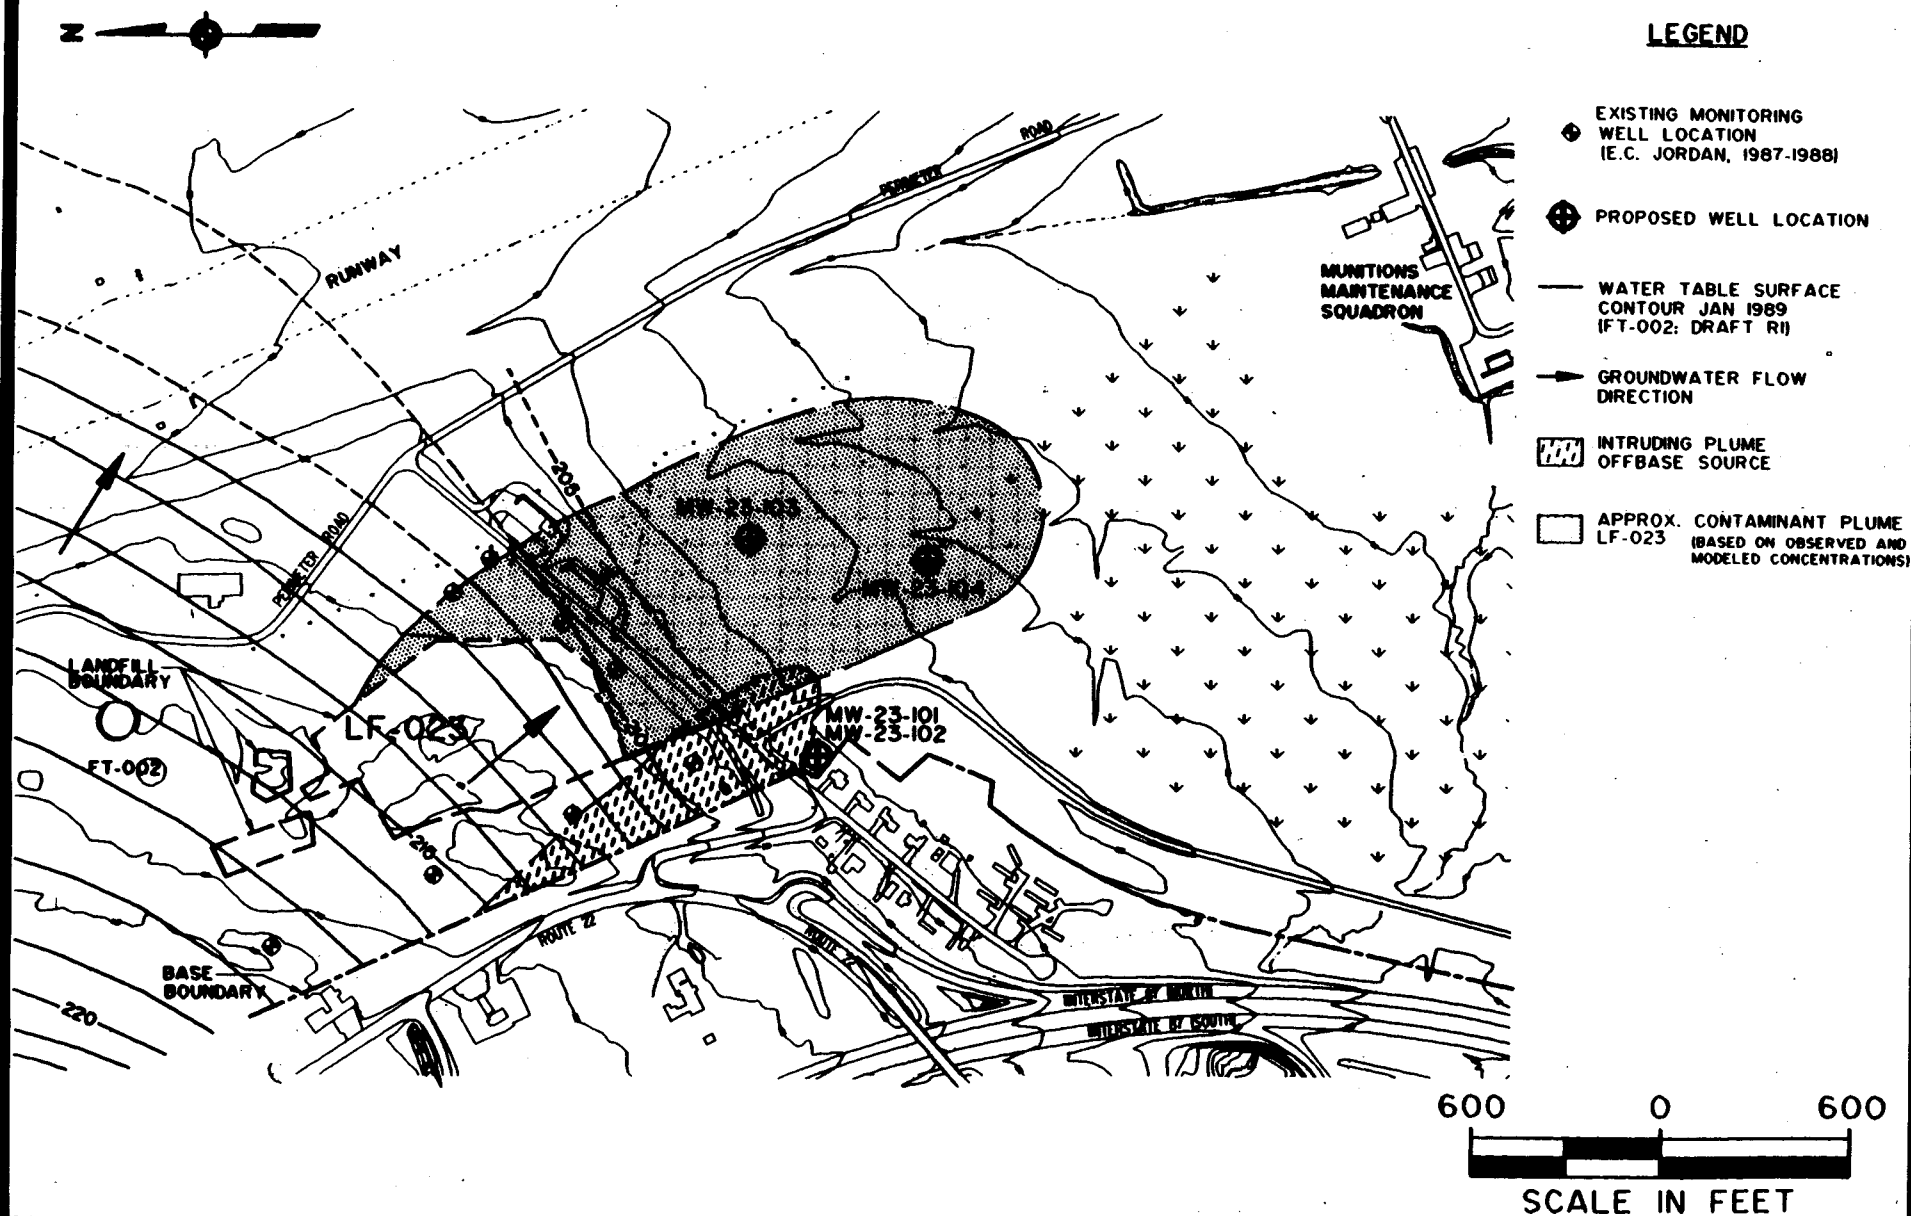 N
LEGEND
EXISTING MONITORING
WELL LOCATION
(E.C. JORDAN, 1987-1988)
PROPOSED WELL LOCATION
WATER TABLE SURFACE
CONTOUR JAN 1989
(FT-002: DRAFT RI)
GROUNDWATER FLOW
DIRECTION
INTRUDING PLUME
OFFBASE SOURCE
APPROX. CONTAMINANT PLUME
LF-023 (BASED ON OBSERVED AND
MODELED CONCENTRATIONS)
ROAD
PERIMETER
RUNWAY
MUNITIONS
MAINTENANCE
SQUADRON
208
MW-23-103
MW-23-104
PERIMETER ROAD
LANDFILL
BOUNDARY
LF-023
FT-002
MW-23-101
MW-23-102
216
ROUTE 22
ROUTE 22
BASE
BOUNDARY
220
INTERSTATE 87 (NORTH)
INTERSTATE 87 (SOUTH)
600 0 600
SCALE IN FEET